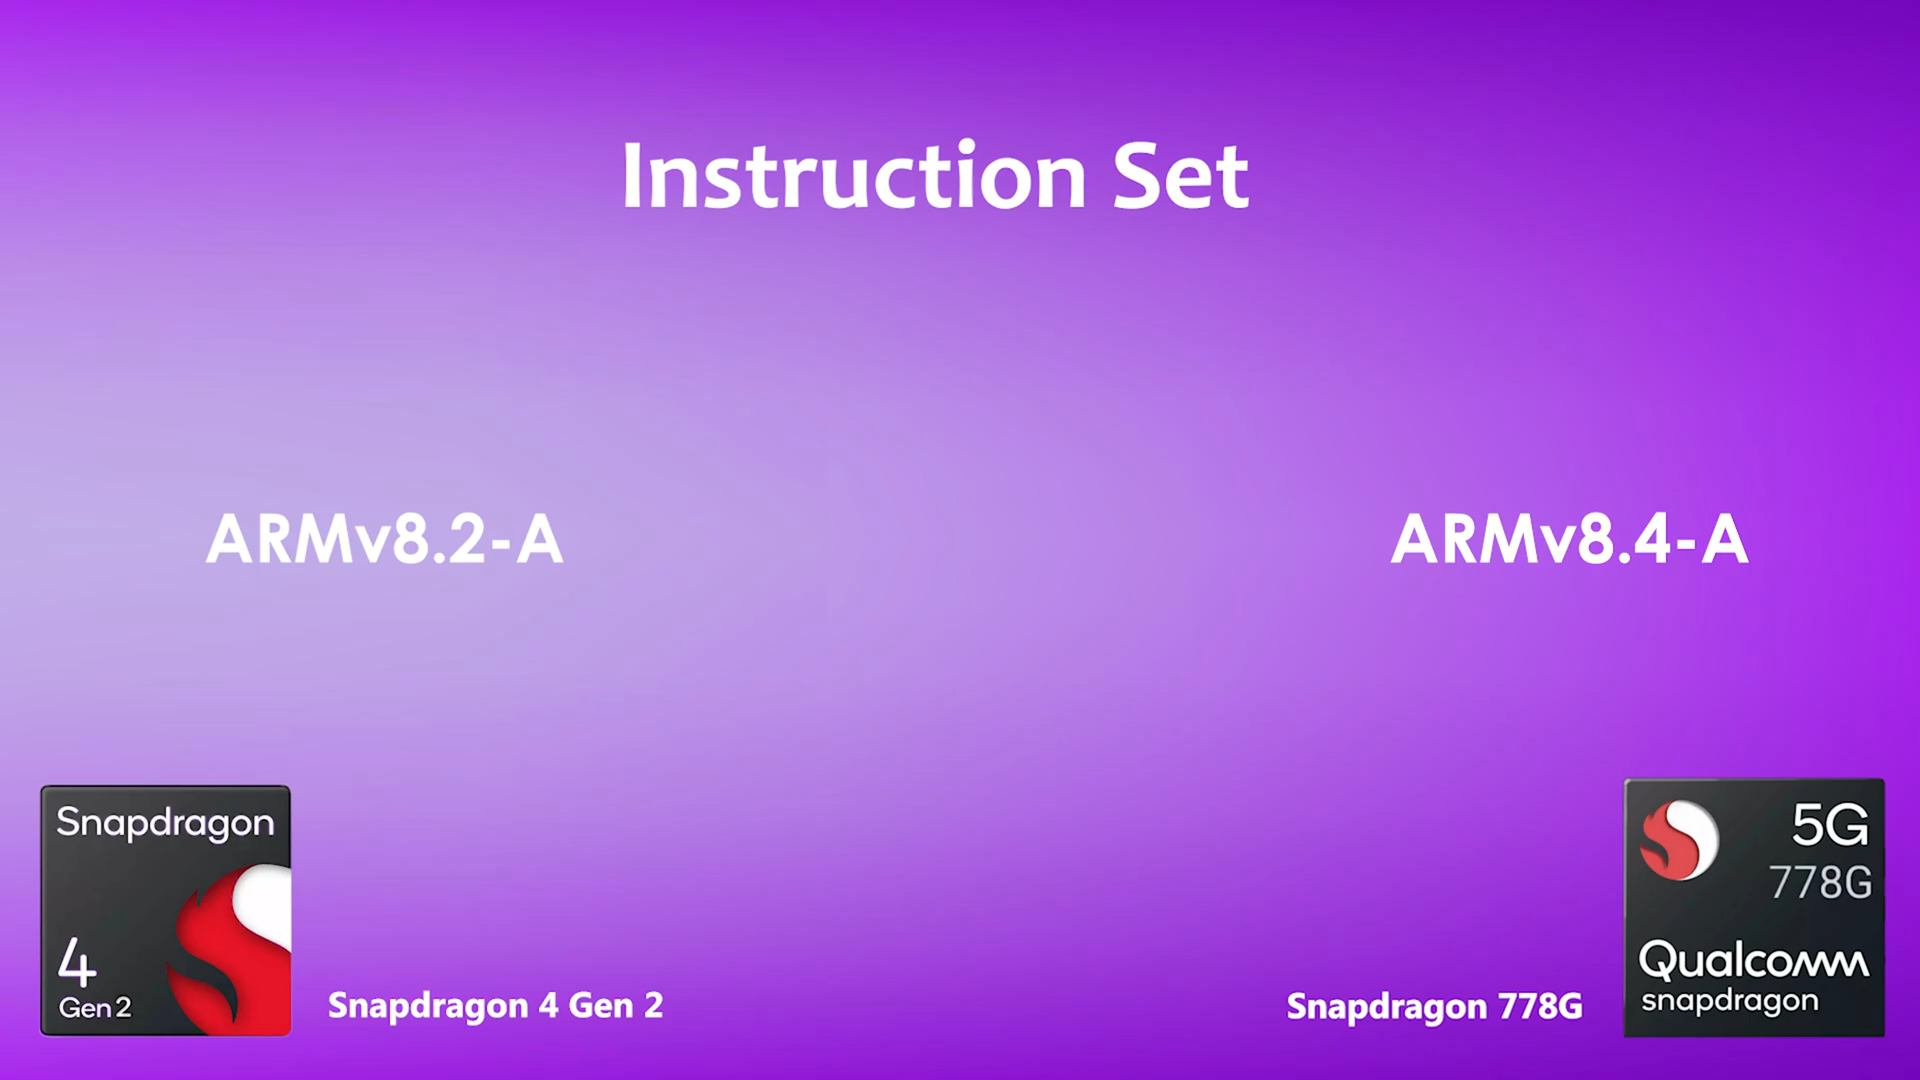 Instruction Set
ARMv8.2-A
ARMv8.4-A
Snapdragon
4
Gen 2
Snapdragon 4 Gen 2
Snapdragon 778G
5G
778G
Qualcomm
snapdragon